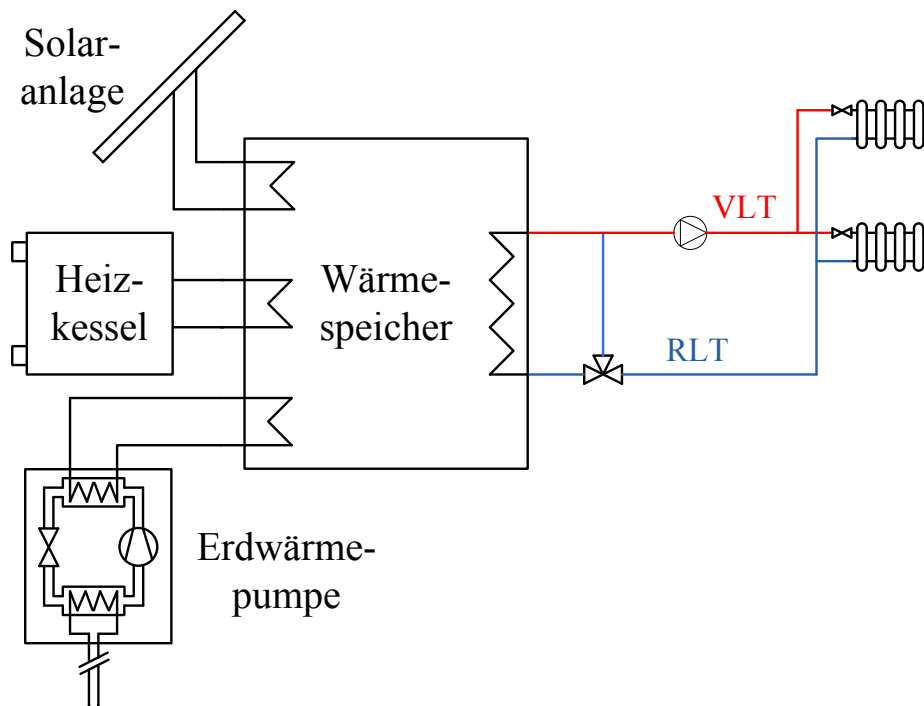 Solar-
anlage
Heiz-
kessel
Wärme-
speicher
VLT
RLT
Erdwärme-
pumpe